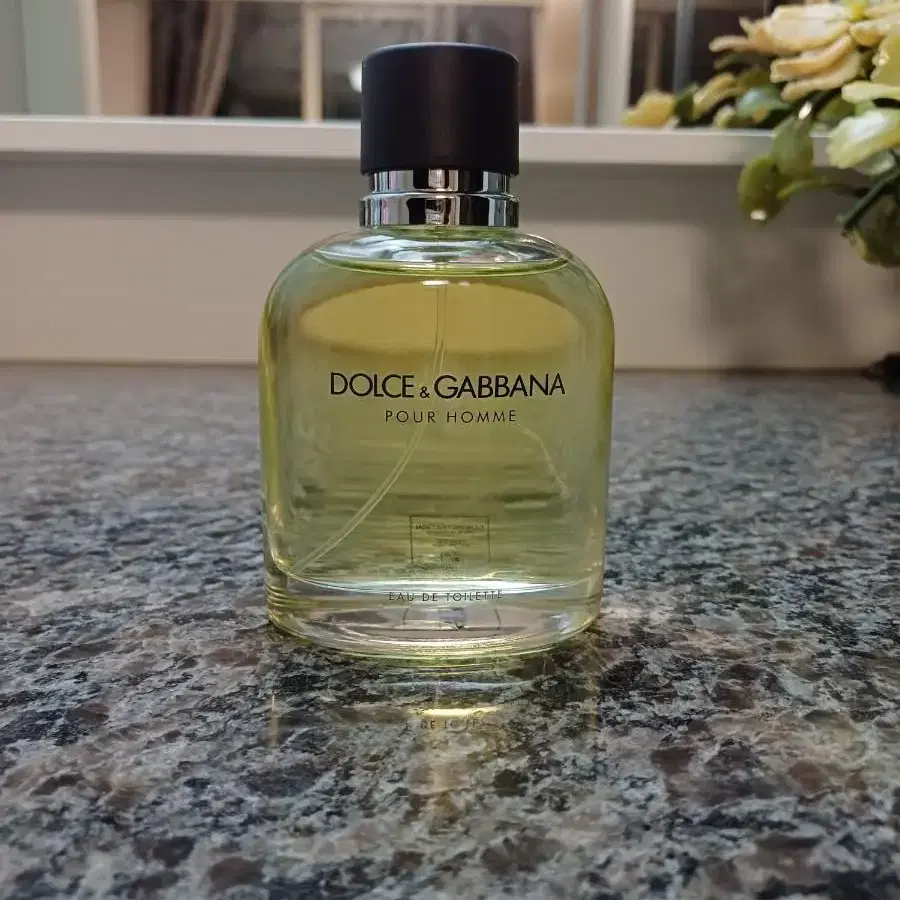 DOLCE & GABBANA
POUR HOMME
EAU DE TOILETTE